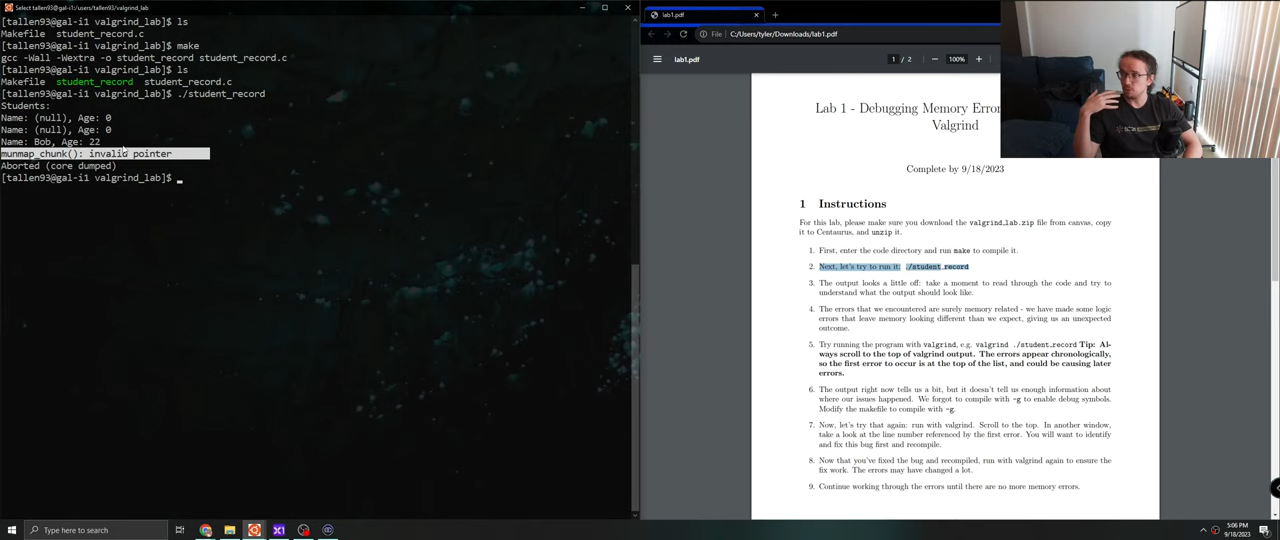 Select tallen93@gal-i1:/users/tallen93/valgrind_lab
[tallen93@gal-i1 valgrind_lab]$ ls
Makefile  student_record.c
[tallen93@gal-i1 valgrind_lab]$ make
gcc -Wall -Wextra -o student_record student_record.c
[tallen93@gal-i1 valgrind_lab]$ ls
Makefile  student_record  student_record.c
[tallen93@gal-i1 valgrind_lab]$ ./student_record
Students:
Name: (null), Age: 0
Name: (null), Age: 0
Name: Bob, Age: 22
munmap_chunk(): invalid pointer
Aborted (core dumped)
[tallen93@gal-i1 valgrind_lab]$
lab1.pdf
File
C:/Users/tyler/Downloads/lab1.pdf
lab1.pdf
1 / 2
100%
Lab 1 - Debugging Memory Erro
Valgrind
Complete by 9/18/2023
1 Instructions
For this lab, please make sure you download the valgrind_lab.zip file from canvas, copy
it to Centaurus, and unzip it.
1. First, enter the code directory and run make to compile it.
2. Next, let's try to run it: ./student_record
3. The output looks a little off: take a moment to read through the code and try to
understand what the output should look like.
4. The errors that we encountered are surely memory related - we have made some logic
errors that leave memory looking different than we expect, giving us an unexpected
outcome.
5. Try running the program with valgrind, e.g. valgrind ./student_record Tip: Al-
ways scroll to the top of valgrind output. The errors appear chronologically,
so the first error to occur is at the top of the list, and could be causing later
errors.
6. The output right now tells us a bit, but it doesn't tell us enough information about
where our issues happened. We forgot to compile with -g to enable debug symbols.
Modify the makefile to compile with -g.
7. Now, let's try that again: run with valgrind. Scroll to the top. In another window,
take a look at the line number referenced by the first error. You will want to identify
and fix this bug first and recompile.
8. Now that you've fixed the bug and recompiled, run with valgrind again to ensure the
fix work. The errors may have changed a lot.
9. Continue working through the errors until there are no more memory errors.
Type here to search
5:06 PM
9/18/2023